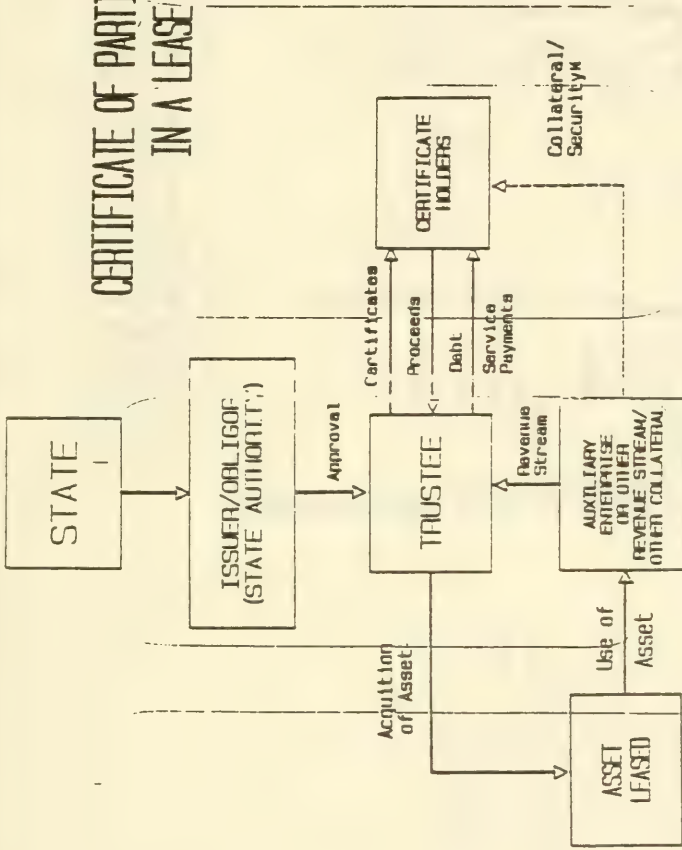 CERTIFICATE OF PARTI
IN A LEASE
STATE
ISSUER/OBLIGOR
(STATE AUTHORITY)
Approval
TRUSTEE
Certificates
Proceeds
Debt
Service
Payments
CERTIFICATE
HOLDERS
Collateral/
Security*
Acquition
of Asset
Revenue
Stream
ASSET
LEASED
Use of
Asset
AUXILIARY
ENTERPRISE
OR OTHER
REVENUE STREAM/
OTHER COLLATERAL